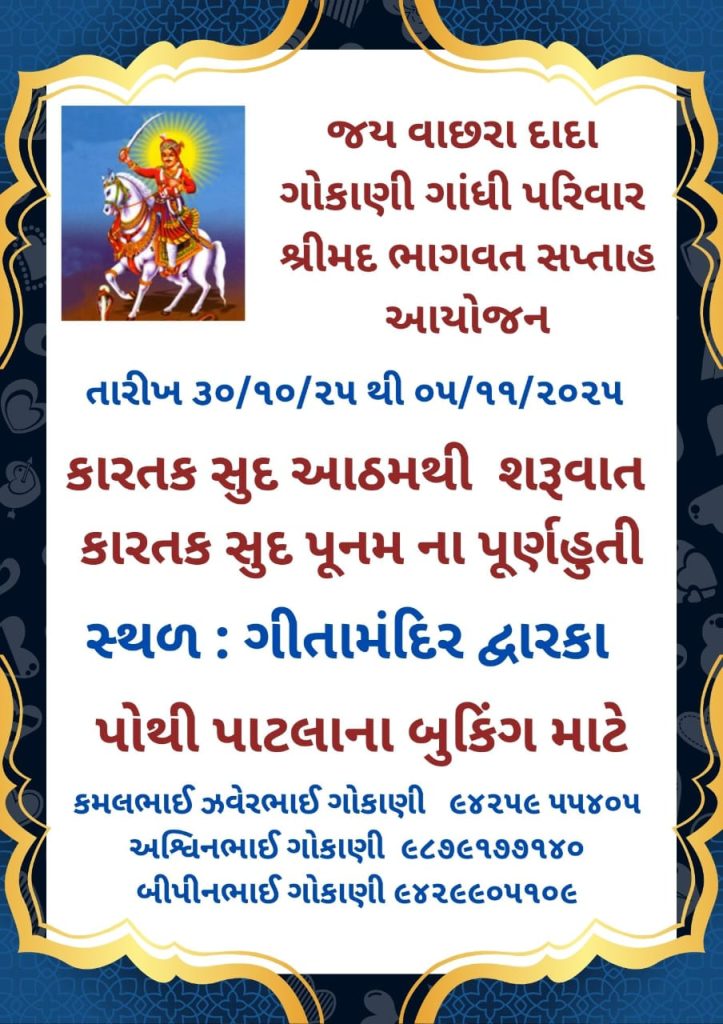 જય વાછરા દાદા
ગોકાણી ગાંધી પરિવાર
શ્રીમદ ભાગવત સપ્તાહ
આયોજન
તારીખ ૩૦/૧૦/૨૫ થી ૦૫/૧૧/૨૦૨૫
કારતક સુદ આઠમથી શરૂવાત
કારતક સુદ પૂનમ ના પૂર્ણહુતી
સ્થળ : ગીતામંદિર દ્વારકા
પોથી પાટલાના બુકિંગ માટે
કમલભાઈ ઝવેરભાઈ ગોકાણી ૯૪૨૫૯ ૫૫૪૦૫
અશ્વિનભાઈ ગોકાણી ૯૮૭૯૧૭૭૧૪૦
બીપીનભાઈ ગોકાણી ૯૪૨૯૯૦૫૧૦૯